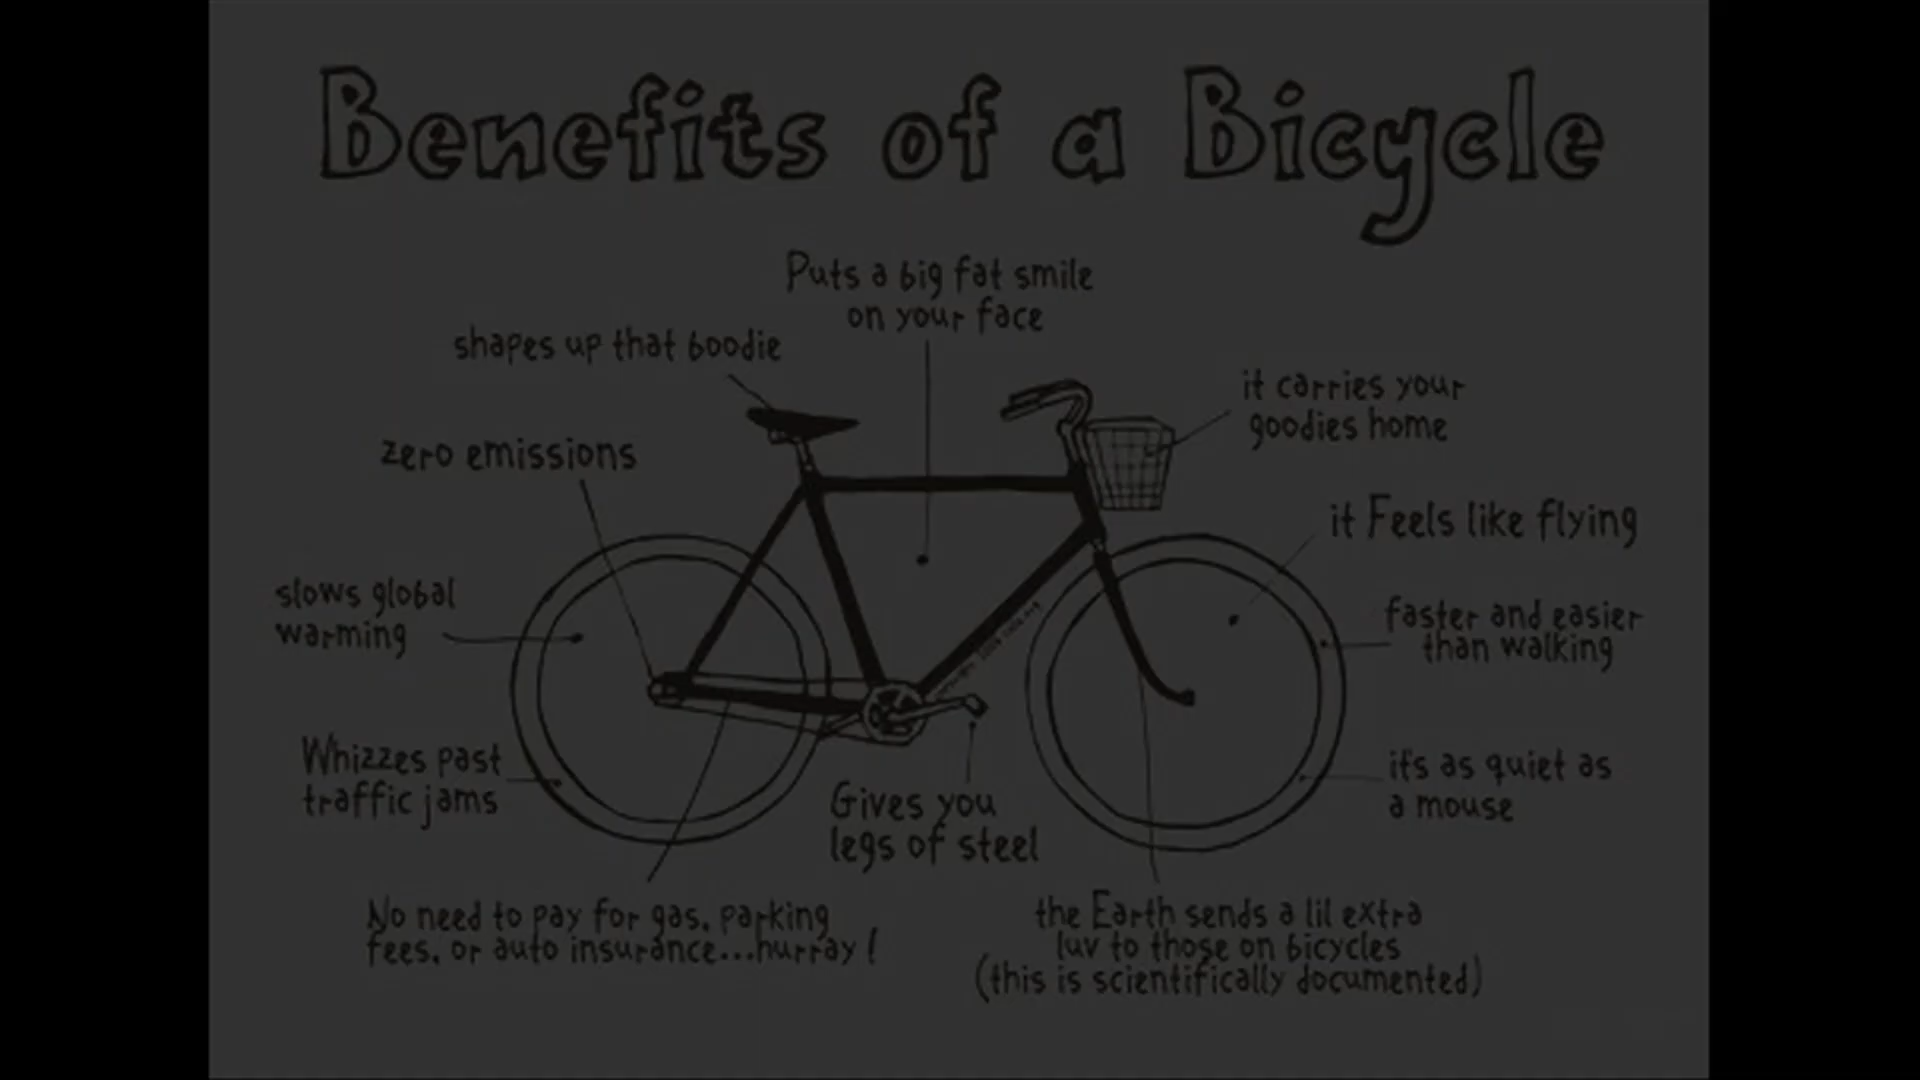 Benefits of a Bicycle
Puts a big fat smile
on your face
shapes up that boodie
it carries your
goodies home
zero emissions
it Feels like flying
slows global
warming
faster and easier
than walking
Whizzes past
traffic jams
it's as quiet as
a mouse
Gives you
legs of steel
No need to pay for gas, parking
fees, or auto insurance...hurray!
the Earth sends a lil extra
luv to those on bicycles
(this is scientifically documented)